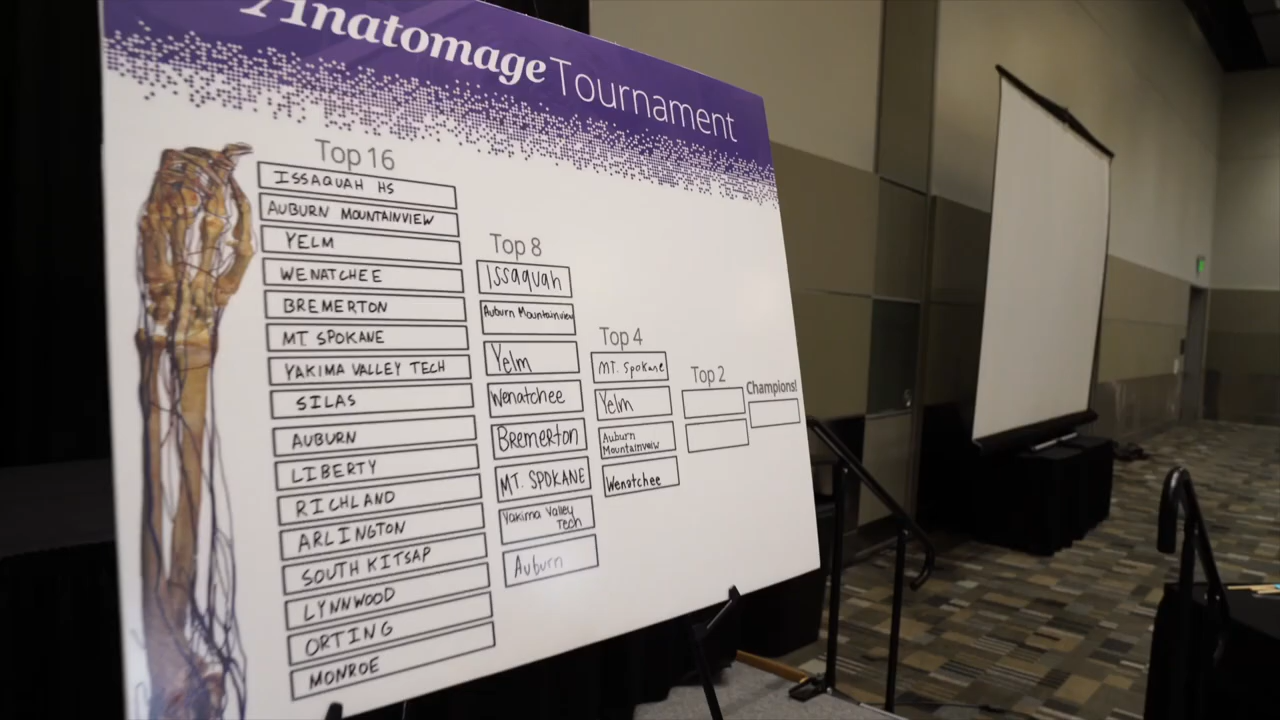 Anatomage Tournament
Top 16
ISSAQUAH HS
AUBURN MOUNTAINVIEW
YELM
WENATCHEE
BREMERTON
MT SPOKANE
YAKIMA VALLEY TECH
SILAS
AUBURN
LIBERTY
RICHLAND
ARLINGTON
SOUTH KITSAP
LYNNWOOD
ORTING
MONROE
Top 8
Issaquah
Auburn Mountainview
Yelm
Wenatchee
Bremerton
MT. SPOKANE
Yakima Valley
Tech
Auburn
Top 4
MT. Spokane
Yelm
Auburn
Mountainview
Wenatchee
Top 2
Champions!